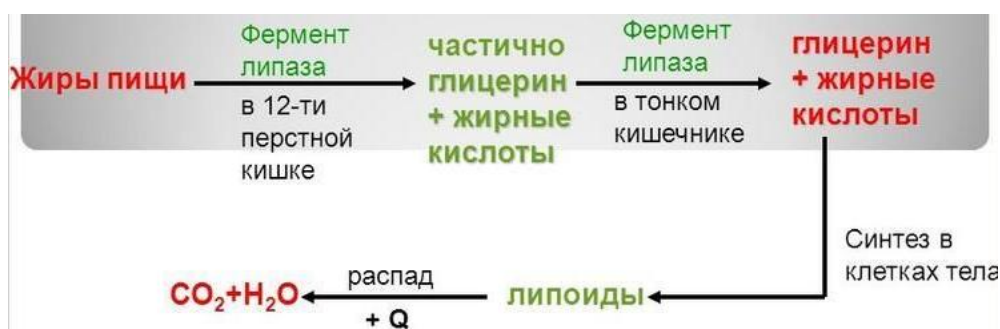 Жиры пищи
Фермент
липаза
в 12-ти
перстной
кишке
частично
глицерин
+ жирные
кислоты
Фермент
липаза
в тонком
кишечнике
глицерин
+ жирные
кислоты
Синтез в
клетках тела
липоиды
распад
+ Q
CO₂+H₂O